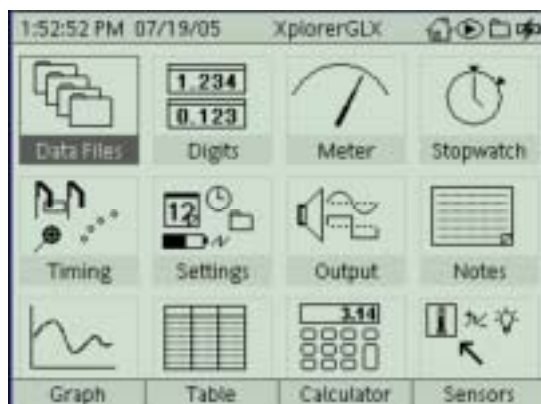 1:52:52 PM 07/19/05 XplorerGLX
1.234
0.123
Data Files Digits Meter Stopwatch
12
Timing Settings Output Notes
3.14
Graph Table Calculator Sensors